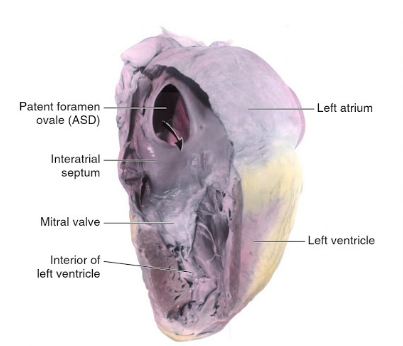 Patent foramen
ovale (ASD)
Left atrium
Interatrial
septum
Mitral valve
Left ventricle
Interior of
left ventricle